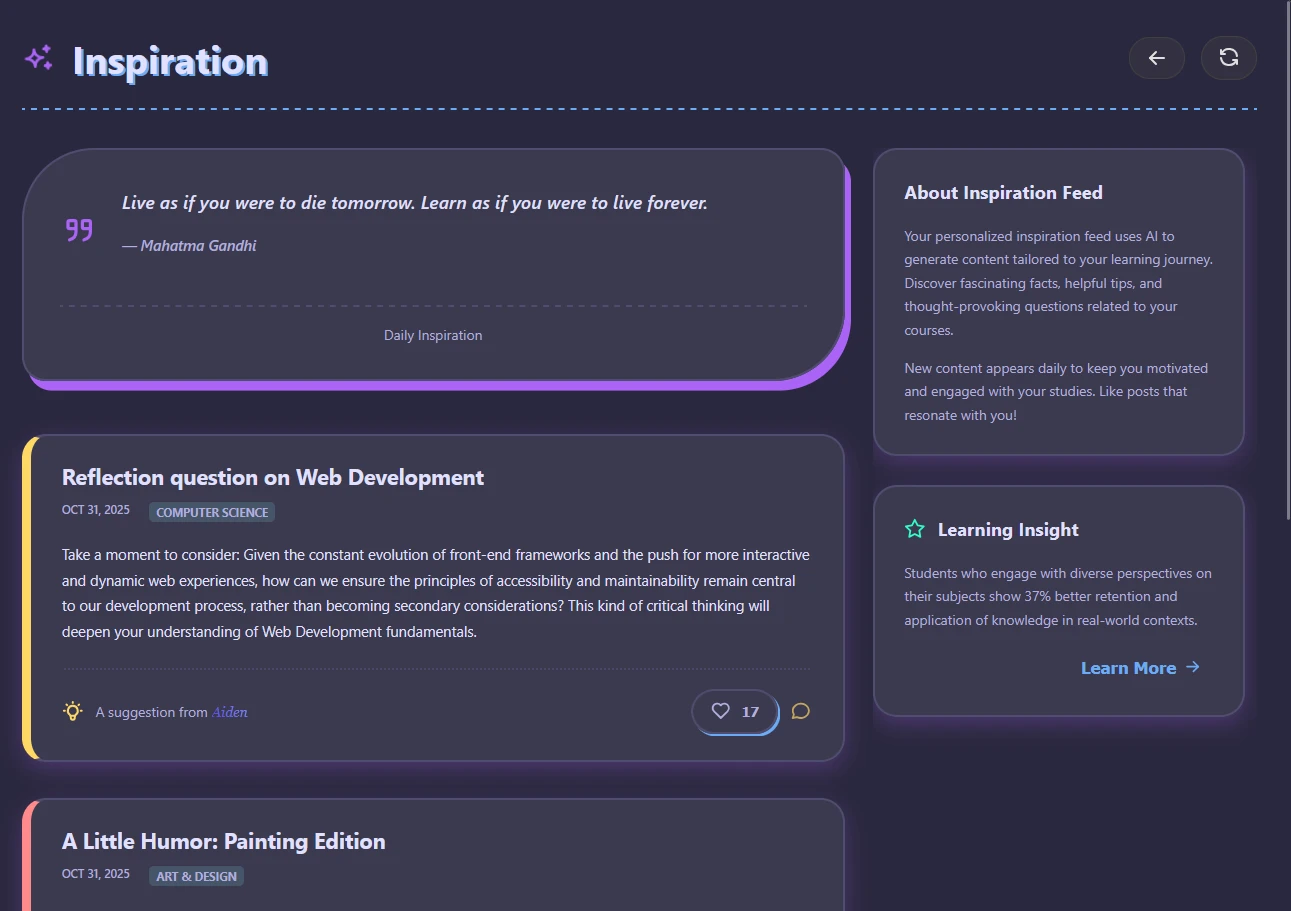 Inspiration
Live as if you were to die tomorrow. Learn as if you were to live forever.
— Mahatma Gandhi
Daily Inspiration
Reflection question on Web Development
OCT 31, 2025
COMPUTER SCIENCE
Take a moment to consider: Given the constant evolution of front-end frameworks and the push for more interactive
and dynamic web experiences, how can we ensure the principles of accessibility and maintainability remain central
to our development process, rather than becoming secondary considerations? This kind of critical thinking will
deepen your understanding of Web Development fundamentals.
A suggestion from Aiden
17
A Little Humor: Painting Edition
OCT 31, 2025
ART & DESIGN
About Inspiration Feed
Your personalized inspiration feed uses AI to
generate content tailored to your learning journey.
Discover fascinating facts, helpful tips, and
thought-provoking questions related to your
courses.
New content appears daily to keep you motivated
and engaged with your studies. Like posts that
resonate with you!
Learning Insight
Students who engage with diverse perspectives on
their subjects show 37% better retention and
application of knowledge in real-world contexts.
Learn More